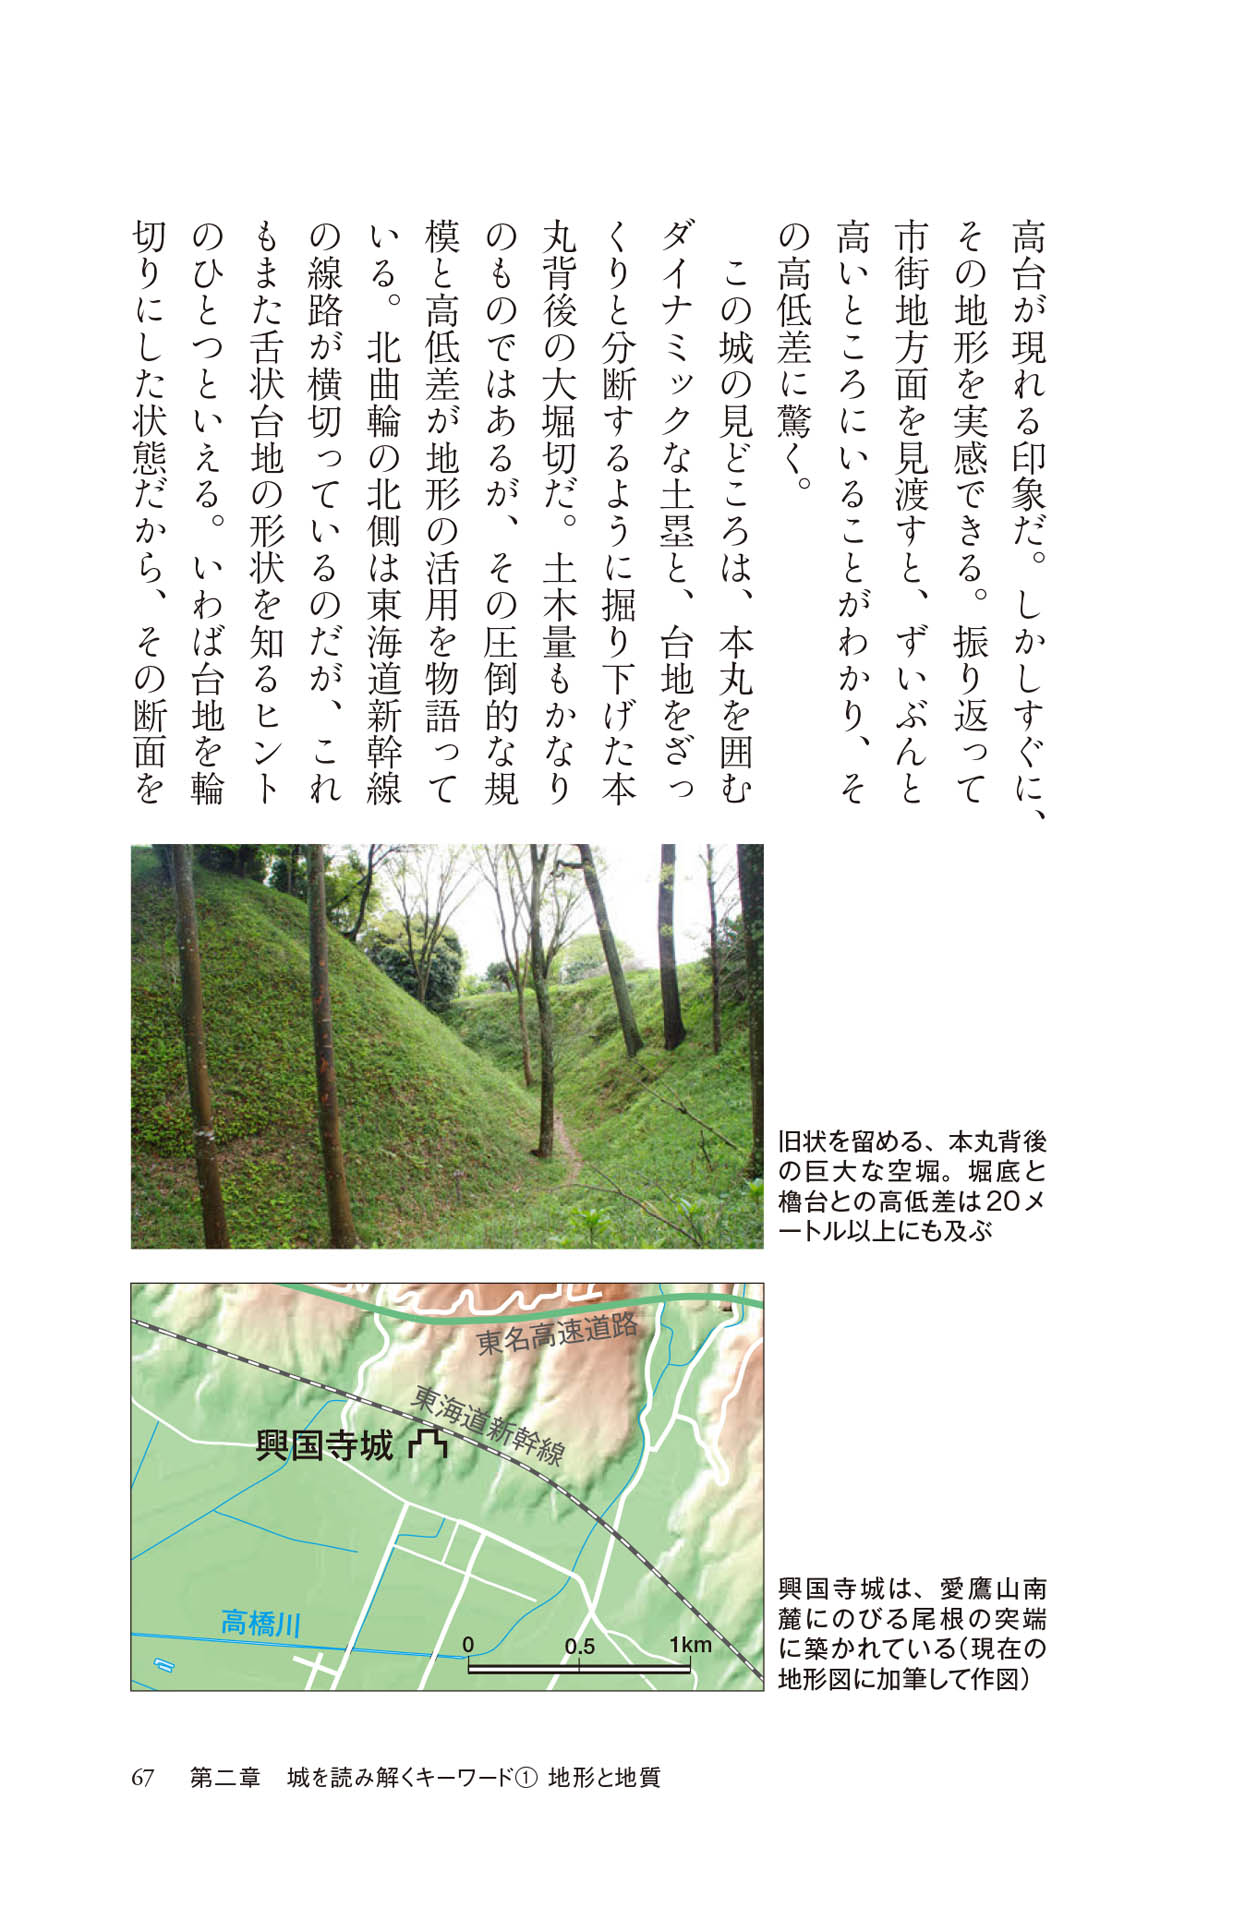 高台が現れる印象だ。しかしすぐに、
その地形を実感できる。振り返って
市街地方面を見渡すと、ずいぶんと
高いところにいることがわかり、そ
の高低差に驚く。
　この城の見どころは、本丸を囲む
ダイナミックな土塁と、台地をざっ
くりと分断するように掘り下げた本
丸背後の大堀切だ。土木量もかなり
のものではあるが、その圧倒的な規
模と高低差が地形の活用を物語って
いる。北曲輪の北側は東海道新幹線
の線路が横切っているのだが、これ
もまた舌状台地の形状を知るヒント
のひとつといえる。いわば台地を輪
切りにした状態だから、その断面を
旧状を留める、本丸背後
の巨大な空堀。堀底と
櫓台との高低差は20メ
ートル以上にも及ぶ
東名高速道路
東海道新幹線
興国寺城
高橋川
0 0.5 1km
興国寺城は、愛鷹山南
麓にのびる尾根の突端
に築かれている(現在の
地形図に加筆して作図)
67 第二章 城を読み解くキーワード① 地形と地質